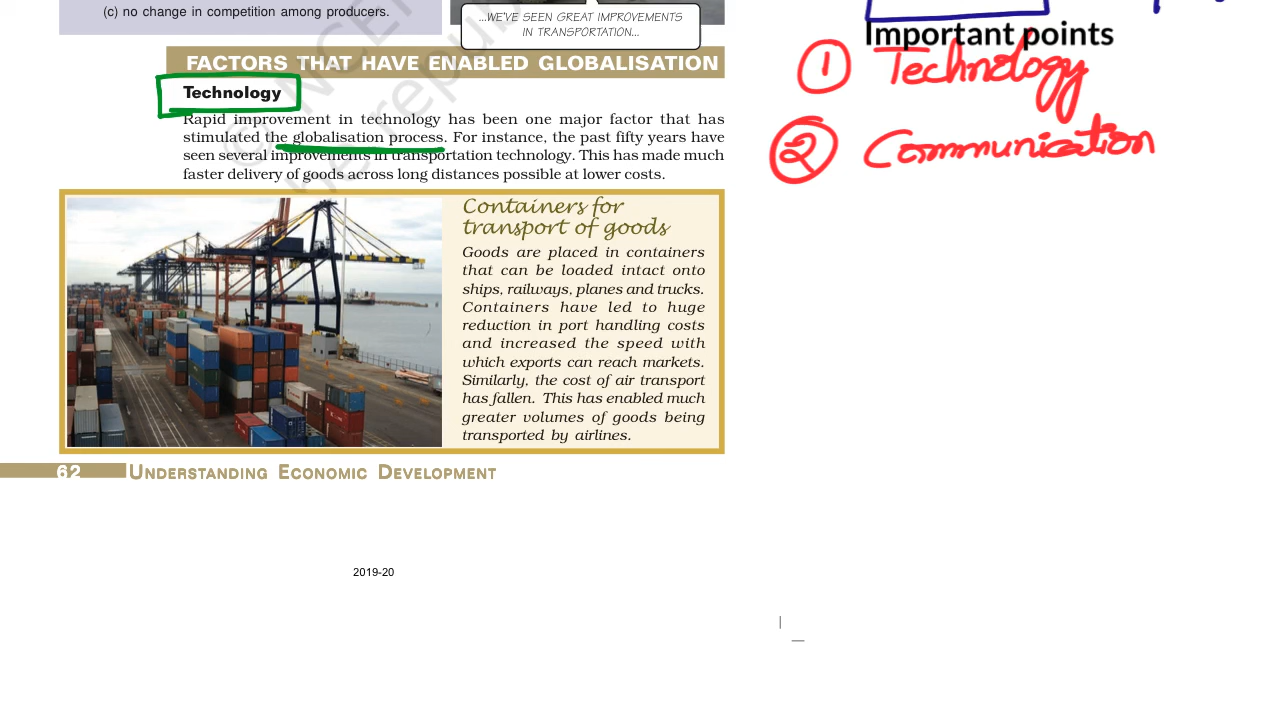 (c) no change in competition among producers.
...WE'VE SEEN GREAT IMPROVEMENTS
IN TRANSPORTATION...
FACTORS THAT HAVE ENABLED GLOBALISATION
Technology
Rapid improvement in technology has been one major factor that has
stimulated the globalisation process. For instance, the past fifty years have
seen several improvements in transportation technology. This has made much
faster delivery of goods across long distances possible at lower costs.
Containers for
transport of goods
Goods are placed in containers
that can be loaded intact onto
ships, railways, planes and trucks.
Containers have led to huge
reduction in port handling costs
and increased the speed with
which exports can reach markets.
Similarly, the cost of air transport
has fallen. This has enabled much
greater volumes of goods being
transported by airlines.
62 UNDERSTANDING ECONOMIC DEVELOPMENT
2019-20
Important points
1 Technology
2 Communication